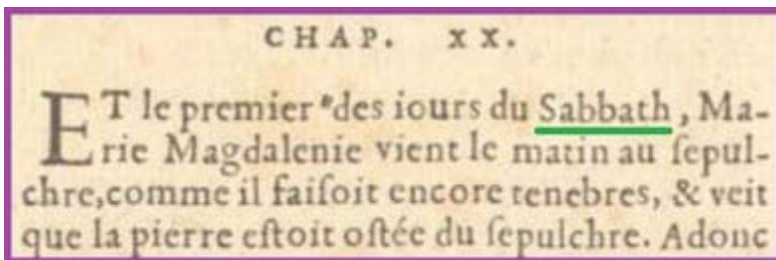 CHAP. XX.
ET le premier *des iours du Sabbath, Ma-
rie Magdalenie vient le matin au ſepul-
chre,comme il faiſoit encore tenebres, & veit
que la pierre eſtoit oſtée du ſepulchre. Adonc